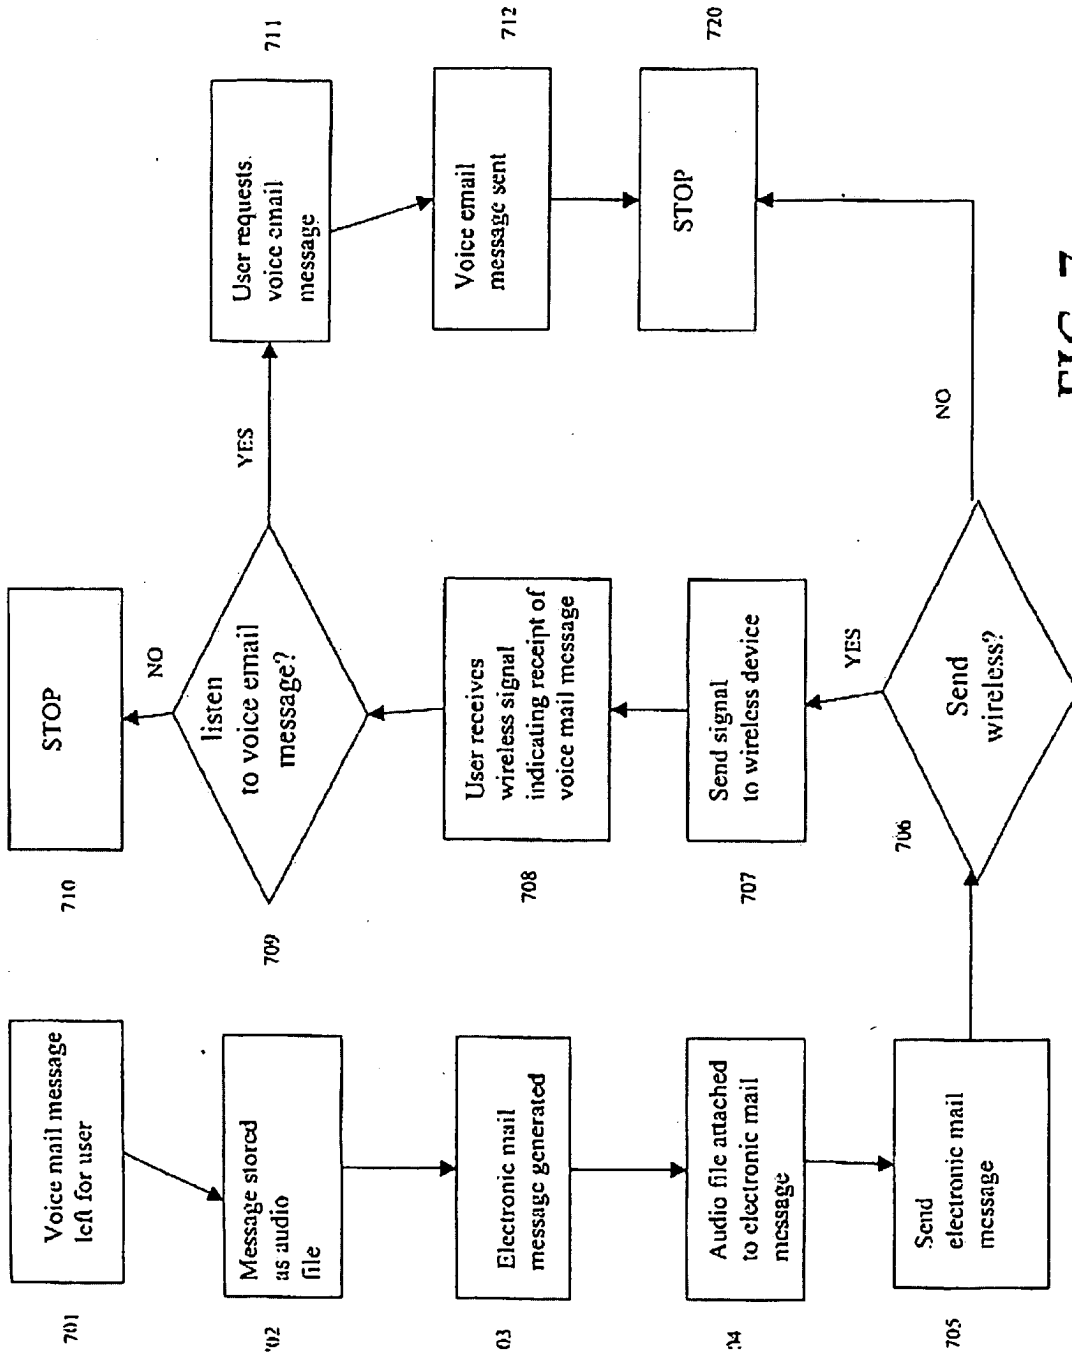 701
Voice mail message
left for user
702
Message stored
as audio
file
03
Electronic mail
message generated
04
Audio file attached
to electronic mail
message
705
Send
electronic mail
message
706
Send
wireless?
YES
NO
707
Send signal
to wireless device
708
User receives
wireless signal
indicating receipt of
voice mail message
709
listen
to voice email
message?
NO
YES
710
STOP
711
User requests.
voice email
message
712
Voice email
message sent
720
STOP
FIG. 7